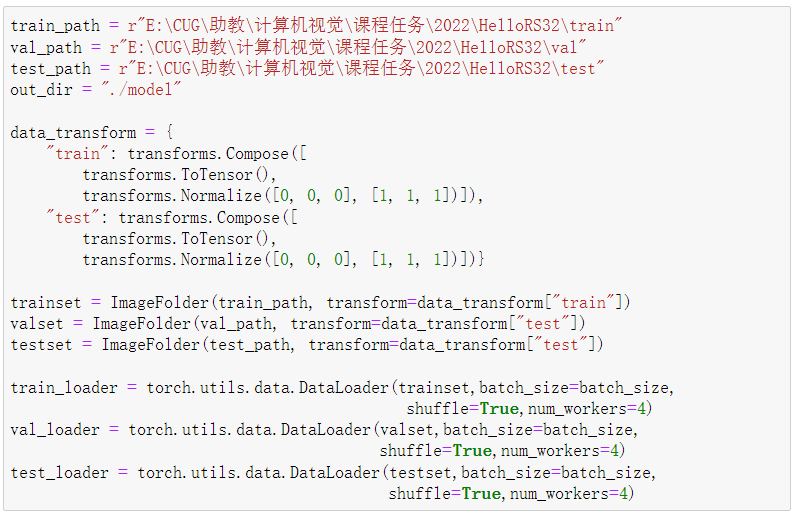 train_path = r"E:\CUG\助教\计算机视觉\课程任务\2022\HelloRS32\train"
val_path = r"E:\CUG\助教\计算机视觉\课程任务\2022\HelloRS32\val"
test_path = r"E:\CUG\助教\计算机视觉\课程任务\2022\HelloRS32\test"
out_dir = "./model"

data_transform = {
    "train": transforms.Compose([
        transforms.ToTensor(),
        transforms.Normalize([0, 0, 0], [1, 1, 1])]),
    "test": transforms.Compose([
        transforms.ToTensor(),
        transforms.Normalize([0, 0, 0], [1, 1, 1])])}

trainset = ImageFolder(train_path, transform=data_transform["train"])
valset = ImageFolder(val_path, transform=data_transform["test"])
testset = ImageFolder(test_path, transform=data_transform["test"])

train_loader = torch.utils.data.DataLoader(trainset,batch_size=batch_size,
                                           shuffle=True,num_workers=4)
val_loader = torch.utils.data.DataLoader(valset,batch_size=batch_size,
                                        shuffle=True,num_workers=4)
test_loader = torch.utils.data.DataLoader(testset,batch_size=batch_size,
                                         shuffle=True,num_workers=4)